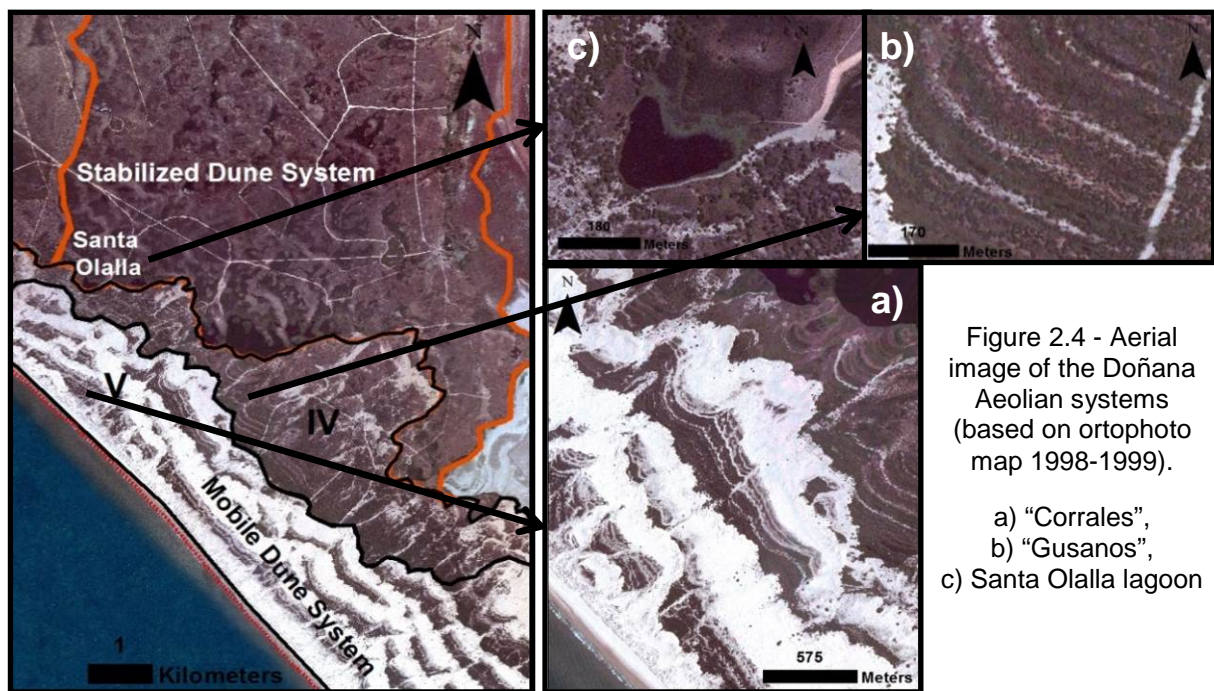 N
Stabilized Dune System
Santa
Olalla
V
IV
Mobile Dune System
1
Kilometers
c)
N
180
Meters
b)
N
170
Meters
a)
N
575
Meters
Figure 2.4 - Aerial
image of the Doñana
Aeolian systems
(based on ortophoto
map 1998-1999).
a) “Corrales”,
b) “Gusanos”,
c) Santa Olalla lagoon